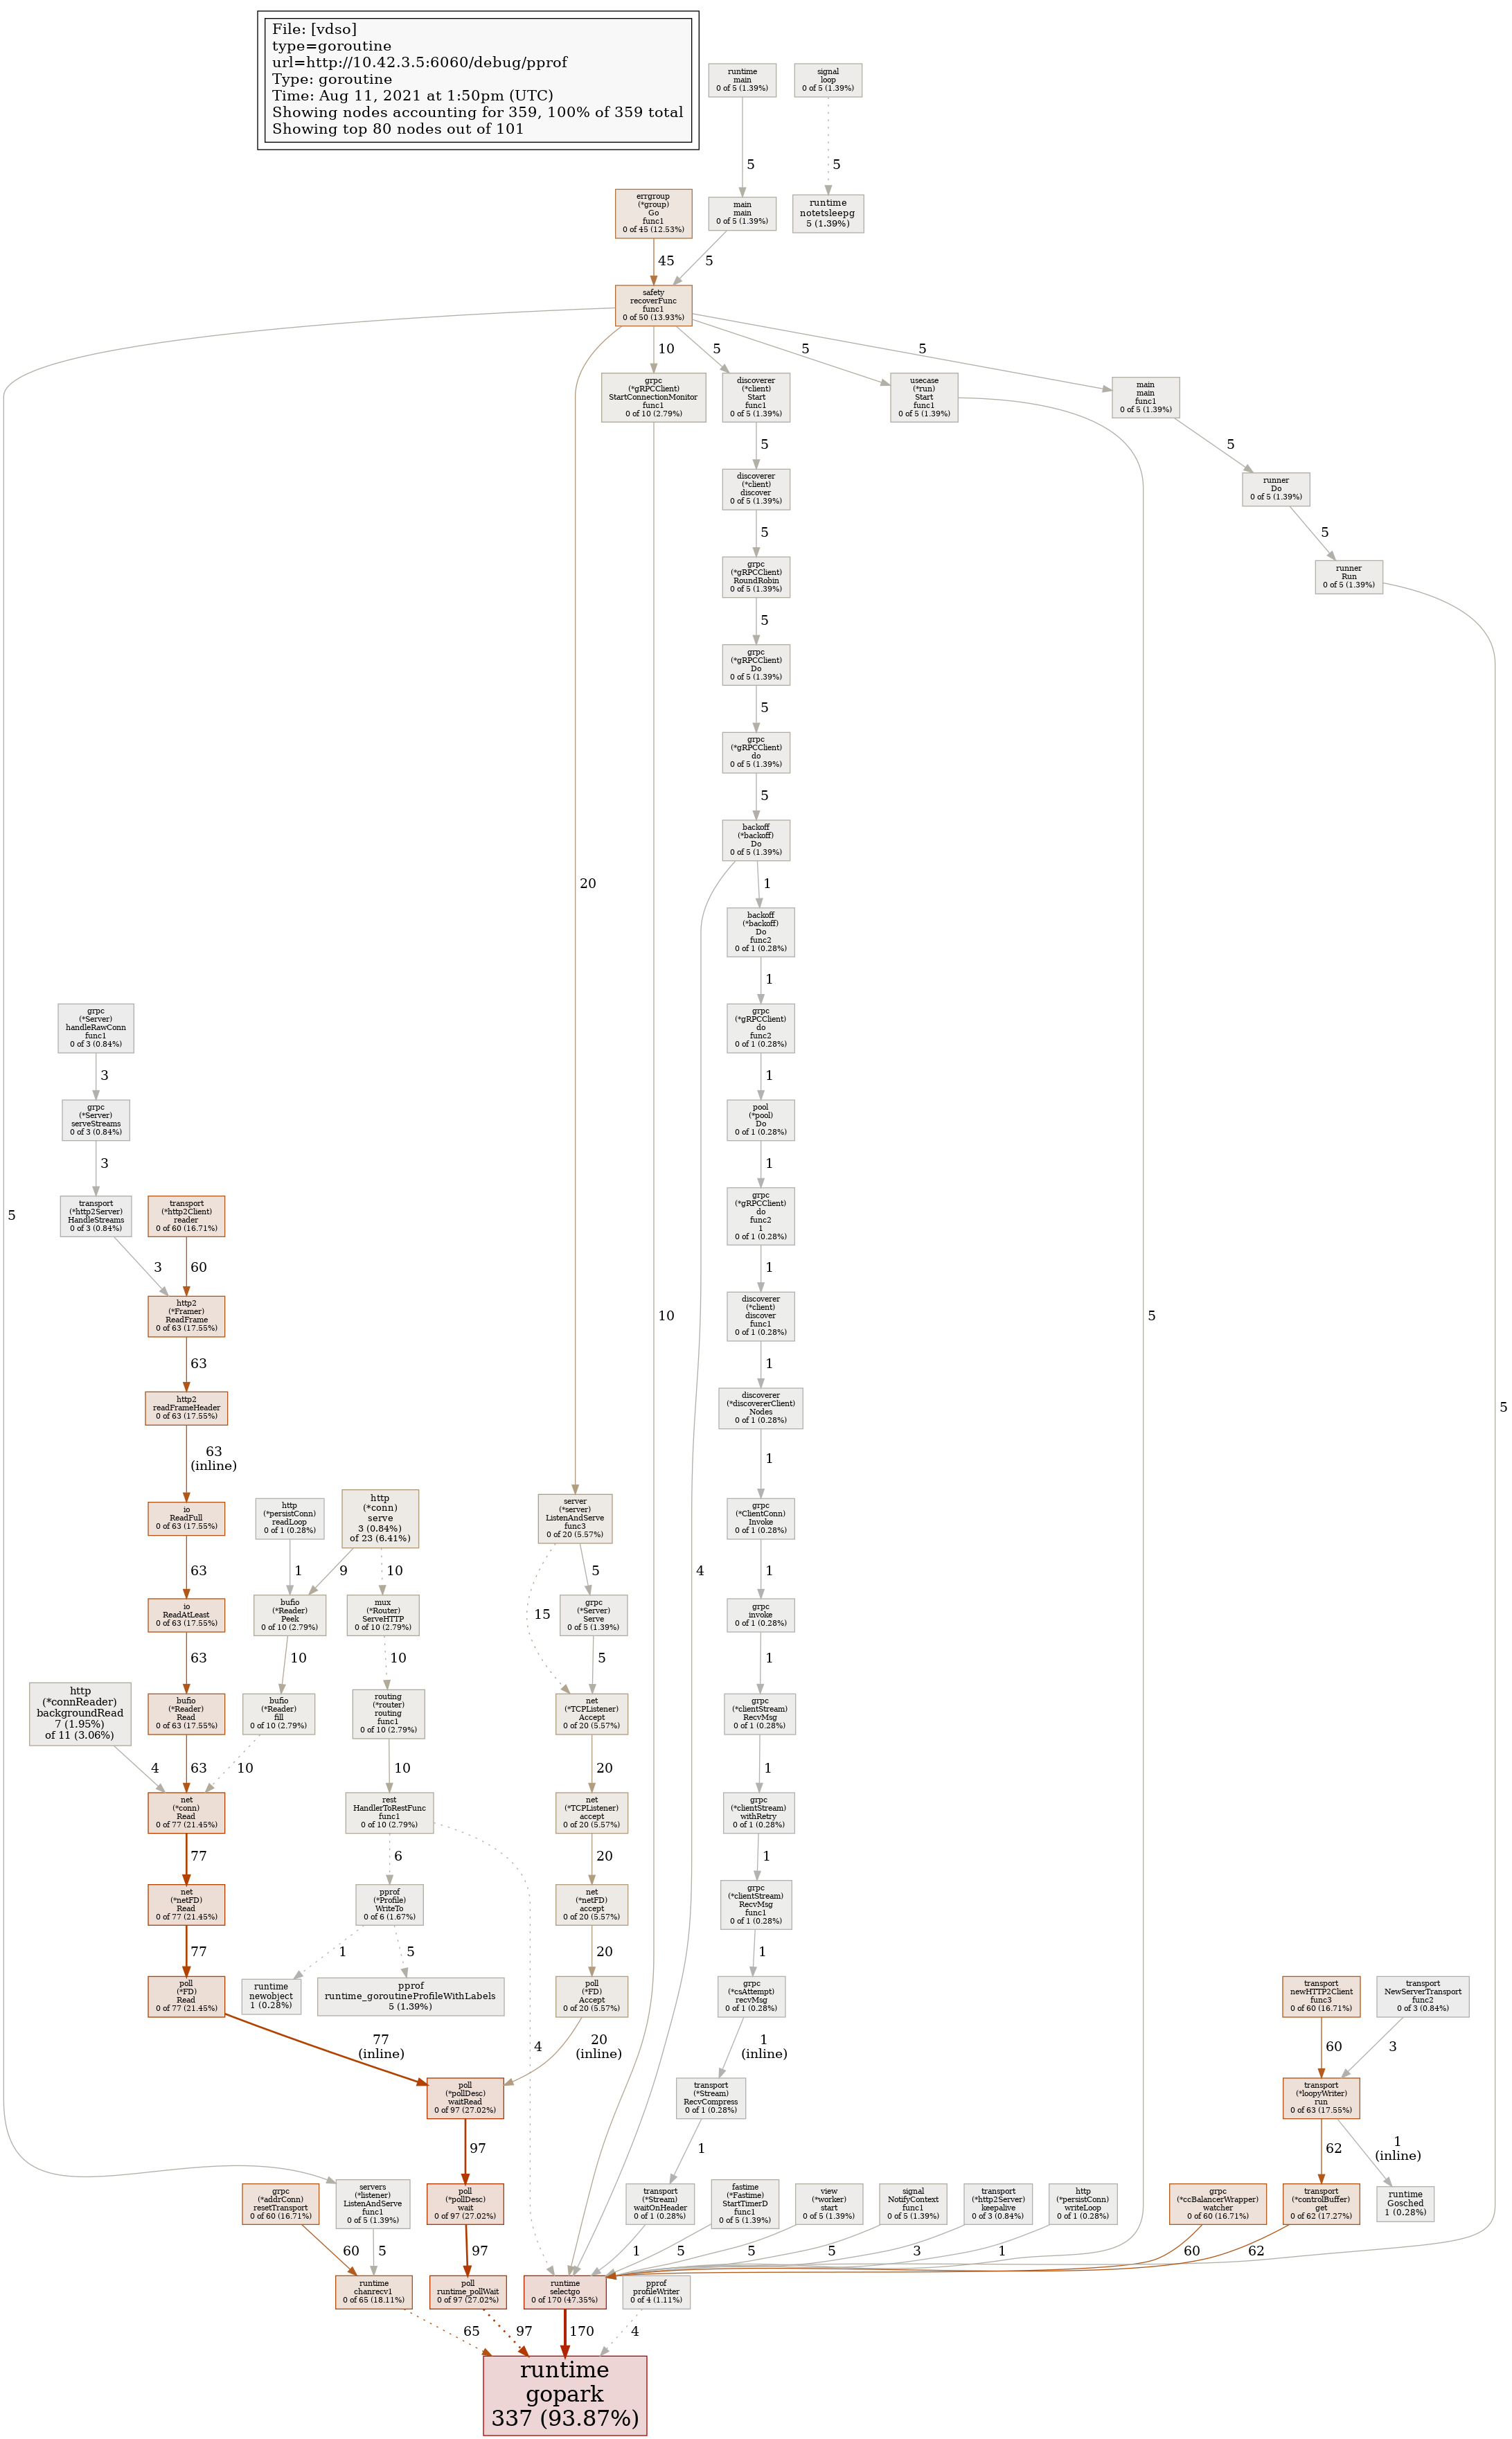 File: [vdso]
type=goroutine
url=http://10.42.3.5:6060/debug/pprof
Type: goroutine
Time: Aug 11, 2021 at 1:50pm (UTC)
Showing nodes accounting for 359, 100% of 359 total
Showing top 80 nodes out of 101
runtime
main
0 of 5 (1.39%)
signal
loop
0 of 5 (1.39%)
5
5
errgroup
(*group)
Go
func1
0 of 45 (12.53%)
main
main
0 of 5 (1.39%)
runtime
notetsleepg
5 (1.39%)
45
5
safety
recoverFunc
func1
0 of 50 (13.93%)
10
5
5
5
grpc
(*gRPCClient)
StartConnectionMonitor
func1
0 of 10 (2.79%)
discoverer
(*client)
Start
func1
0 of 5 (1.39%)
usecase
(*run)
Start
func1
0 of 5 (1.39%)
main
main
func1
0 of 5 (1.39%)
5
5
discoverer
(*client)
discover
0 of 5 (1.39%)
runner
Do
0 of 5 (1.39%)
5
5
grpc
(*gRPCClient)
RoundRobin
0 of 5 (1.39%)
runner
Run
0 of 5 (1.39%)
5
grpc
(*gRPCClient)
Do
0 of 5 (1.39%)
5
grpc
(*gRPCClient)
do
0 of 5 (1.39%)
5
backoff
(*backoff)
Do
0 of 5 (1.39%)
20
1
backoff
(*backoff)
Do
func2
0 of 1 (0.28%)
1
grpc
(*Server)
handleRawConn
func1
0 of 3 (0.84%)
grpc
(*gRPCClient)
do
func2
0 of 1 (0.28%)
3
1
grpc
(*Server)
serveStreams
0 of 3 (0.84%)
pool
(*pool)
Do
0 of 1 (0.28%)
3
1
5
transport
(*http2Server)
HandleStreams
0 of 3 (0.84%)
transport
(*http2Client)
reader
0 of 60 (16.71%)
grpc
(*gRPCClient)
do
func2
1
0 of 1 (0.28%)
3
60
1
http2
(*Framer)
ReadFrame
0 of 63 (17.55%)
10
discoverer
(*client)
discover
func1
0 of 1 (0.28%)
5
63
1
http2
readFrameHeader
0 of 63 (17.55%)
discoverer
(*discovererClient)
Nodes
0 of 1 (0.28%)
5
63
(inline)
1
io
ReadFull
0 of 63 (17.55%)
http
(*persistConn)
readLoop
0 of 1 (0.28%)
http
(*conn)
serve
3 (0.84%)
of 23 (6.41%)
server
(*server)
ListenAndServe
func3
0 of 20 (5.57%)
grpc
(*ClientConn)
Invoke
0 of 1 (0.28%)
63
1
9
10
5
4
1
io
ReadAtLeast
0 of 63 (17.55%)
bufio
(*Reader)
Peek
0 of 10 (2.79%)
mux
(*Router)
ServeHTTP
0 of 10 (2.79%)
15
grpc
(*Server)
Serve
0 of 5 (1.39%)
grpc
invoke
0 of 1 (0.28%)
63
10
10
5
1
http
(*connReader)
backgroundRead
7 (1.95%)
of 11 (3.06%)
bufio
(*Reader)
Read
0 of 63 (17.55%)
bufio
(*Reader)
fill
0 of 10 (2.79%)
routing
(*router)
routing
func1
0 of 10 (2.79%)
net
(*TCPListener)
Accept
0 of 20 (5.57%)
grpc
(*clientStream)
RecvMsg
0 of 1 (0.28%)
4
63
10
10
20
1
net
(*conn)
Read
0 of 77 (21.45%)
rest
HandlerToRestFunc
func1
0 of 10 (2.79%)
net
(*TCPListener)
accept
0 of 20 (5.57%)
grpc
(*clientStream)
withRetry
0 of 1 (0.28%)
77
6
20
1
net
(*netFD)
Read
0 of 77 (21.45%)
pprof
(*Profile)
WriteTo
0 of 6 (1.67%)
net
(*netFD)
accept
0 of 20 (5.57%)
grpc
(*clientStream)
RecvMsg
func1
0 of 1 (0.28%)
77
1
5
20
1
poll
(*FD)
Read
0 of 77 (21.45%)
runtime
newobject
1 (0.28%)
pprof
runtime_goroutineProfileWithLabels
5 (1.39%)
poll
(*FD)
Accept
0 of 20 (5.57%)
grpc
(*csAttempt)
recvMsg
0 of 1 (0.28%)
transport
newHTTP2Client
func3
0 of 60 (16.71%)
transport
NewServerTransport
func2
0 of 3 (0.84%)
77
(inline)
4
20
(inline)
1
(inline)
60
3
poll
(*pollDesc)
waitRead
0 of 97 (27.02%)
transport
(*Stream)
RecvCompress
0 of 1 (0.28%)
transport
(*loopyWriter)
run
0 of 63 (17.55%)
97
1
62
1
(inline)
grpc
(*addrConn)
resetTransport
0 of 60 (16.71%)
servers
(*listener)
ListenAndServe
func1
0 of 5 (1.39%)
poll
(*pollDesc)
wait
0 of 97 (27.02%)
transport
(*Stream)
waitOnHeader
0 of 1 (0.28%)
fastime
(*Fastime)
StartTimerD
func1
0 of 5 (1.39%)
view
(*worker)
start
0 of 5 (1.39%)
signal
NotifyContext
func1
0 of 5 (1.39%)
transport
(*http2Server)
keepalive
0 of 3 (0.84%)
http
(*persistConn)
writeLoop
0 of 1 (0.28%)
grpc
(*ccBalancerWrapper)
watcher
0 of 60 (16.71%)
transport
(*controlBuffer)
get
0 of 62 (17.27%)
runtime
Gosched
1 (0.28%)
60
5
97
1
5
5
5
3
1
60
62
runtime
chanrecv1
0 of 65 (18.11%)
poll
runtime_pollWait
0 of 97 (27.02%)
runtime
selectgo
0 of 170 (47.35%)
pprof
profileWriter
0 of 4 (1.11%)
65
97
170
4
runtime
gopark
337 (93.87%)